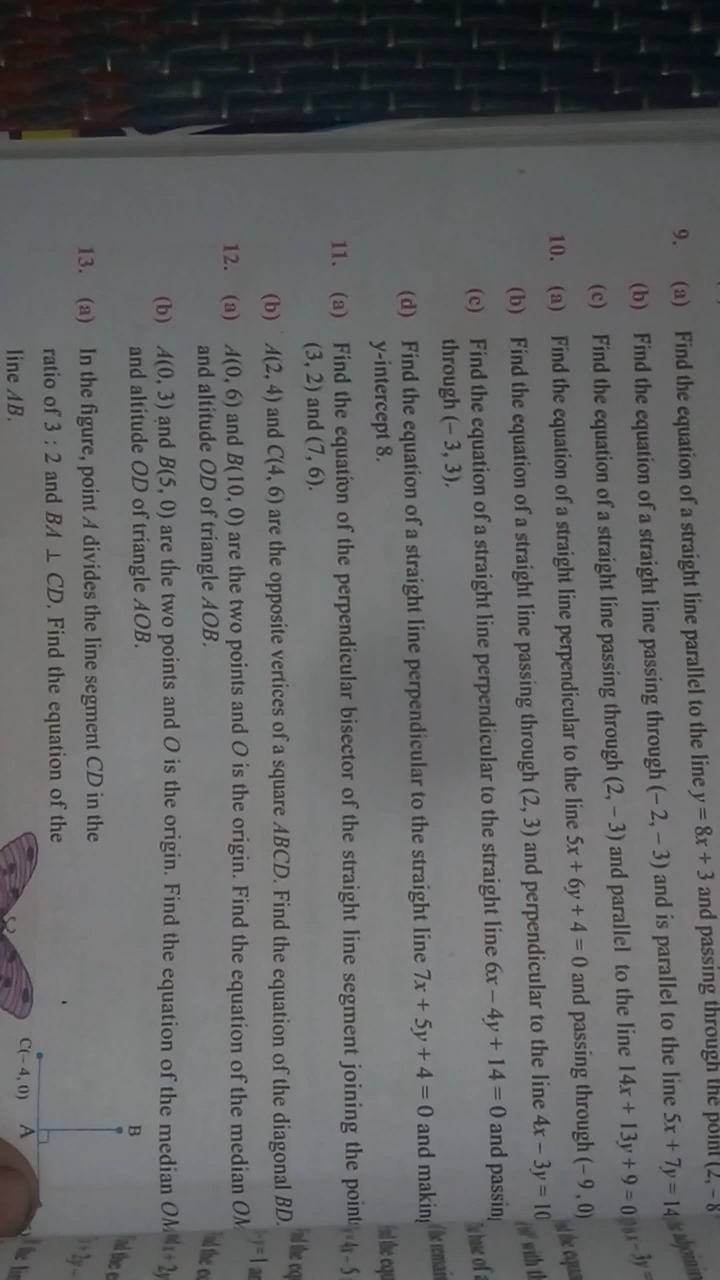 9. (a) Find the equation of a straight line parallel to the line y = 8x + 3 and passing through the point (2, – 8
(b) Find the equation of a straight line passing through (– 2, – 3) and is parallel to the line 5x + 7y = 14
(c) Find the equation of a straight line passing through (2, – 3) and parallel to the line 14x + 13y + 9 = 0
10. (a) Find the equation of a straight line perpendicular to the line 5x + 6y + 4 = 0 and passing through (– 9 , 0)
(b) Find the equation of a straight line passing through (2, 3) and perpendicular to the line 4x – 3y = 10
(c) Find the equation of a straight line perpendicular to the straight line 6x – 4y + 14 = 0 and passin
through (– 3, 3).
(d) Find the equation of a straight line perpendicular to the straight line 7x + 5y + 4 = 0 and makin
y-intercept 8.
11. (a) Find the equation of the perpendicular bisector of the straight line segment joining the point
(3, 2) and (7, 6).
(b) A(2, 4) and C(4, 6) are the opposite vertices of a square ABCD. Find the equation of the diagonal BD.
12. (a) A(0, 6) and B(10, 0) are the two points and O is the origin. Find the equation of the median OM
and altitude OD of triangle AOB.
(b) A(0, 3) and B(5, 0) are the two points and O is the origin. Find the equation of the median OM
and altitude OD of triangle AOB.
13. (a) In the figure, point A divides the line segment CD in the
ratio of 3 : 2 and BA ⊥ CD. Find the equation of the
line AB.
B
C(– 4, 0) A